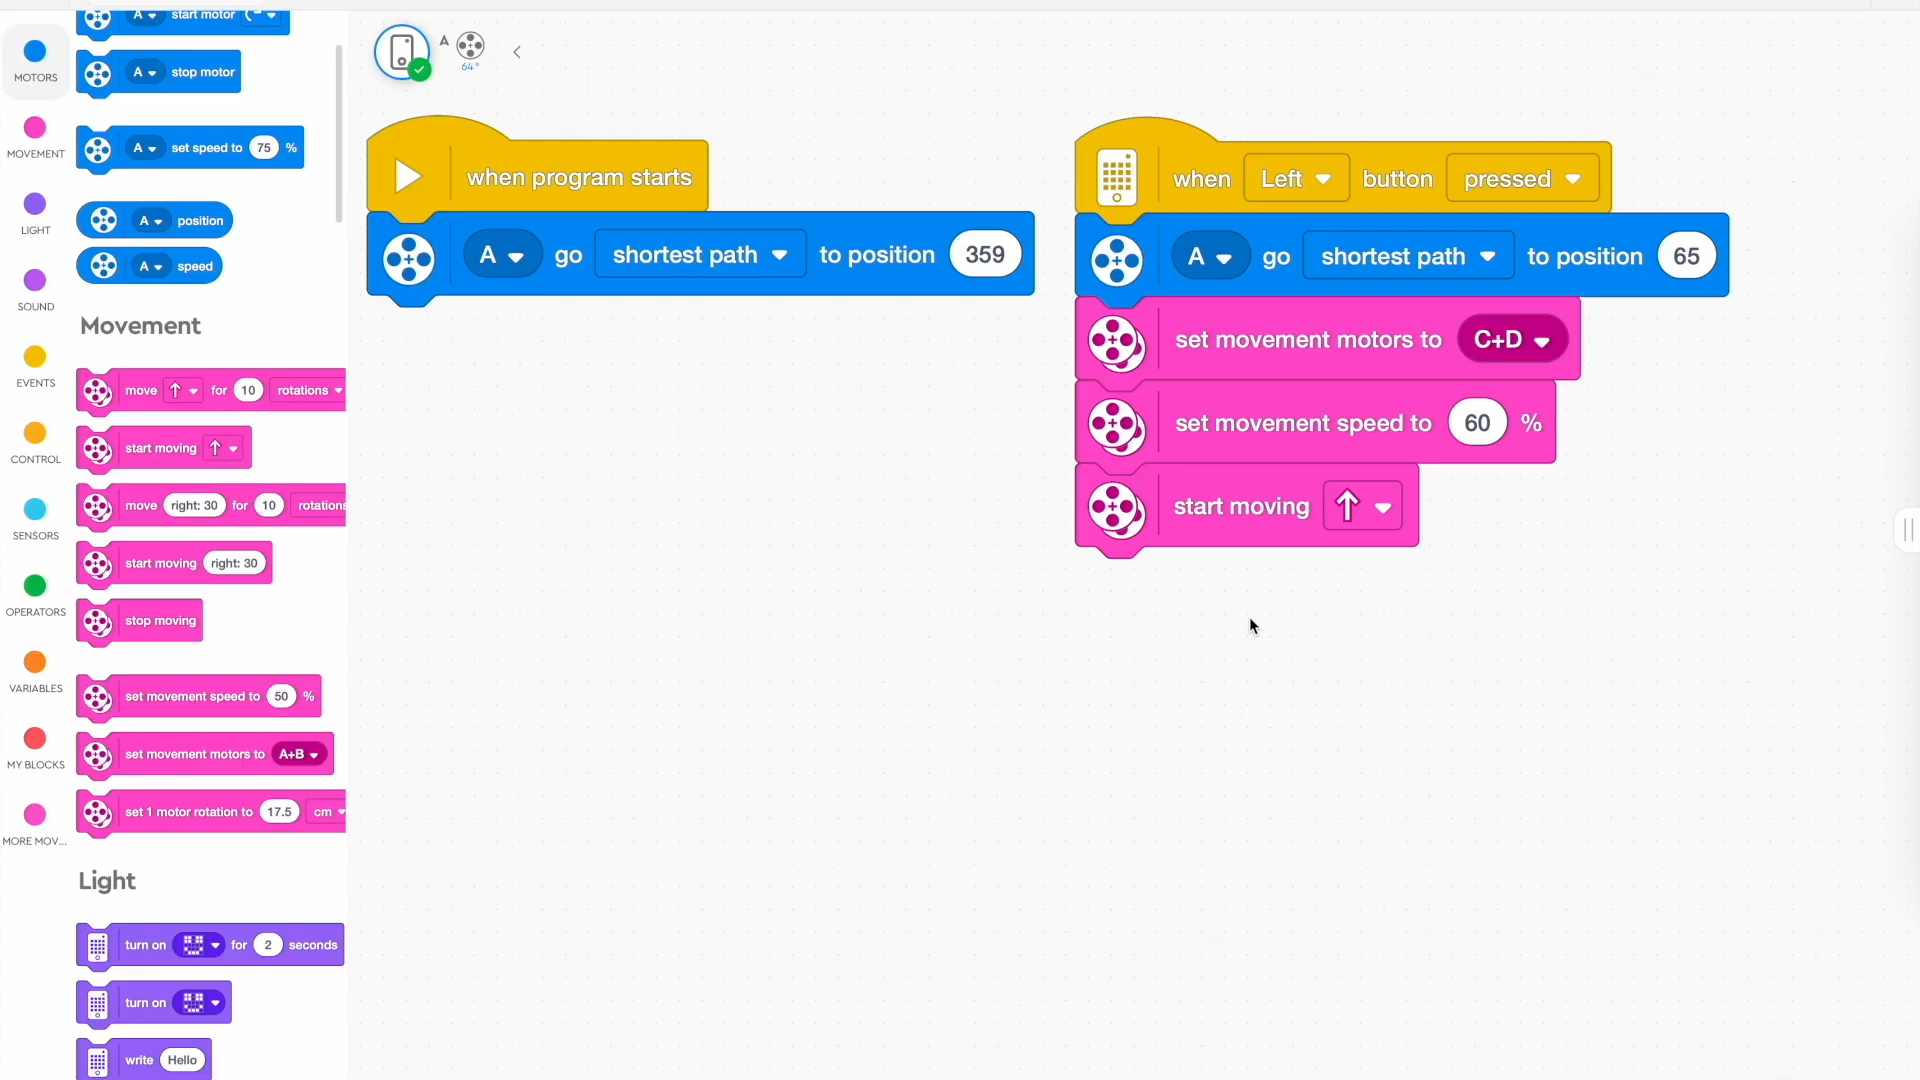 A start motor
MOTORS
A stop motor
MOVEMENT
A set speed to 75 %
LIGHT
A position
SOUND
A speed
Movement
EVENTS
move for 10 rotations
CONTROL
start moving
SENSORS
move right: 30 for 10 rotations
start moving right: 30
OPERATORS
stop moving
VARIABLES
set movement speed to 50 %
MY BLOCKS
set movement motors to A+B
MORE MOV...
set 1 motor rotation to 17.5 cm
Light
turn on for 2 seconds
turn on
write Hello
A
64°
when program starts
A go shortest path to position 359
when Left button pressed
A go shortest path to position 65
set movement motors to C+D
set movement speed to 60 %
start moving